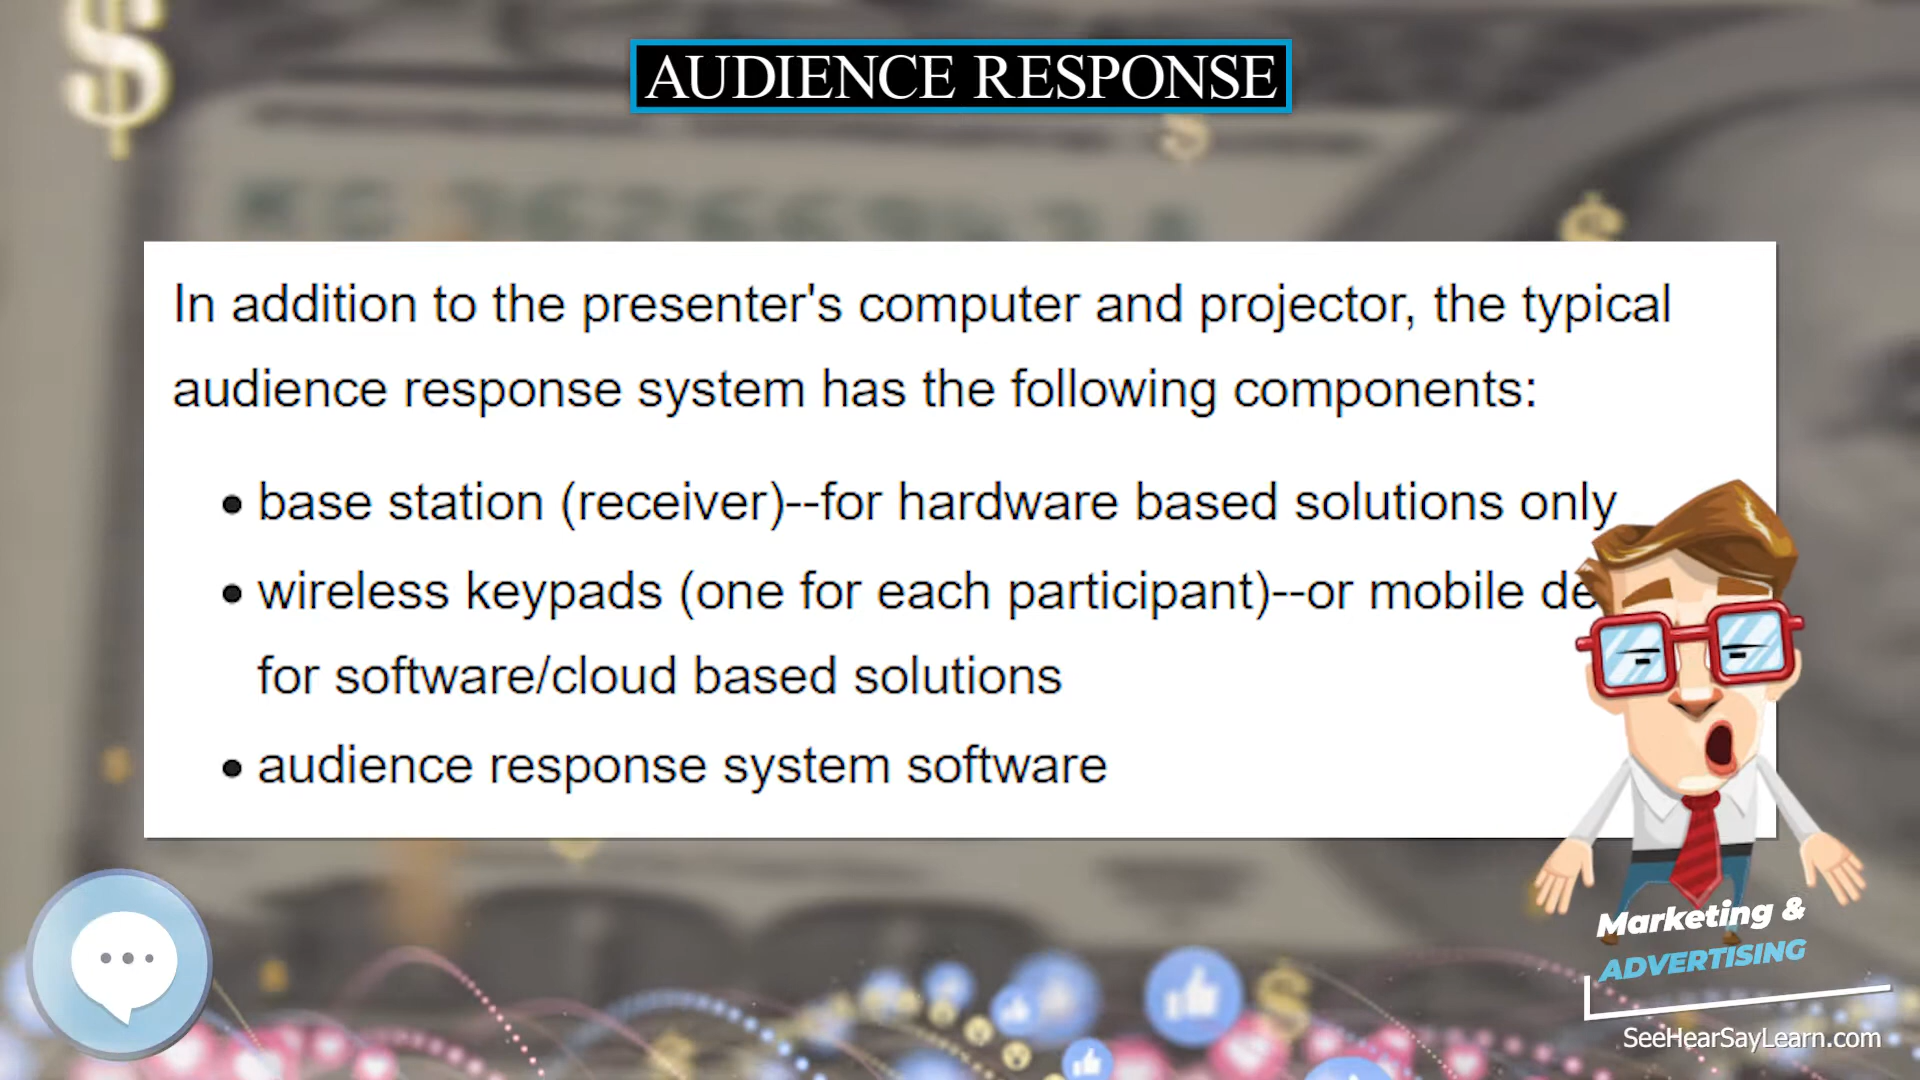 AUDIENCE RESPONSE
In addition to the presenter's computer and projector, the typical
audience response system has the following components:
base station (receiver)--for hardware based solutions only
wireless keypads (one for each participant)--or mobile
for software/cloud based solutions
audience response system software
Marketing &
ADVERTISING
SeeHearSayLearn.com